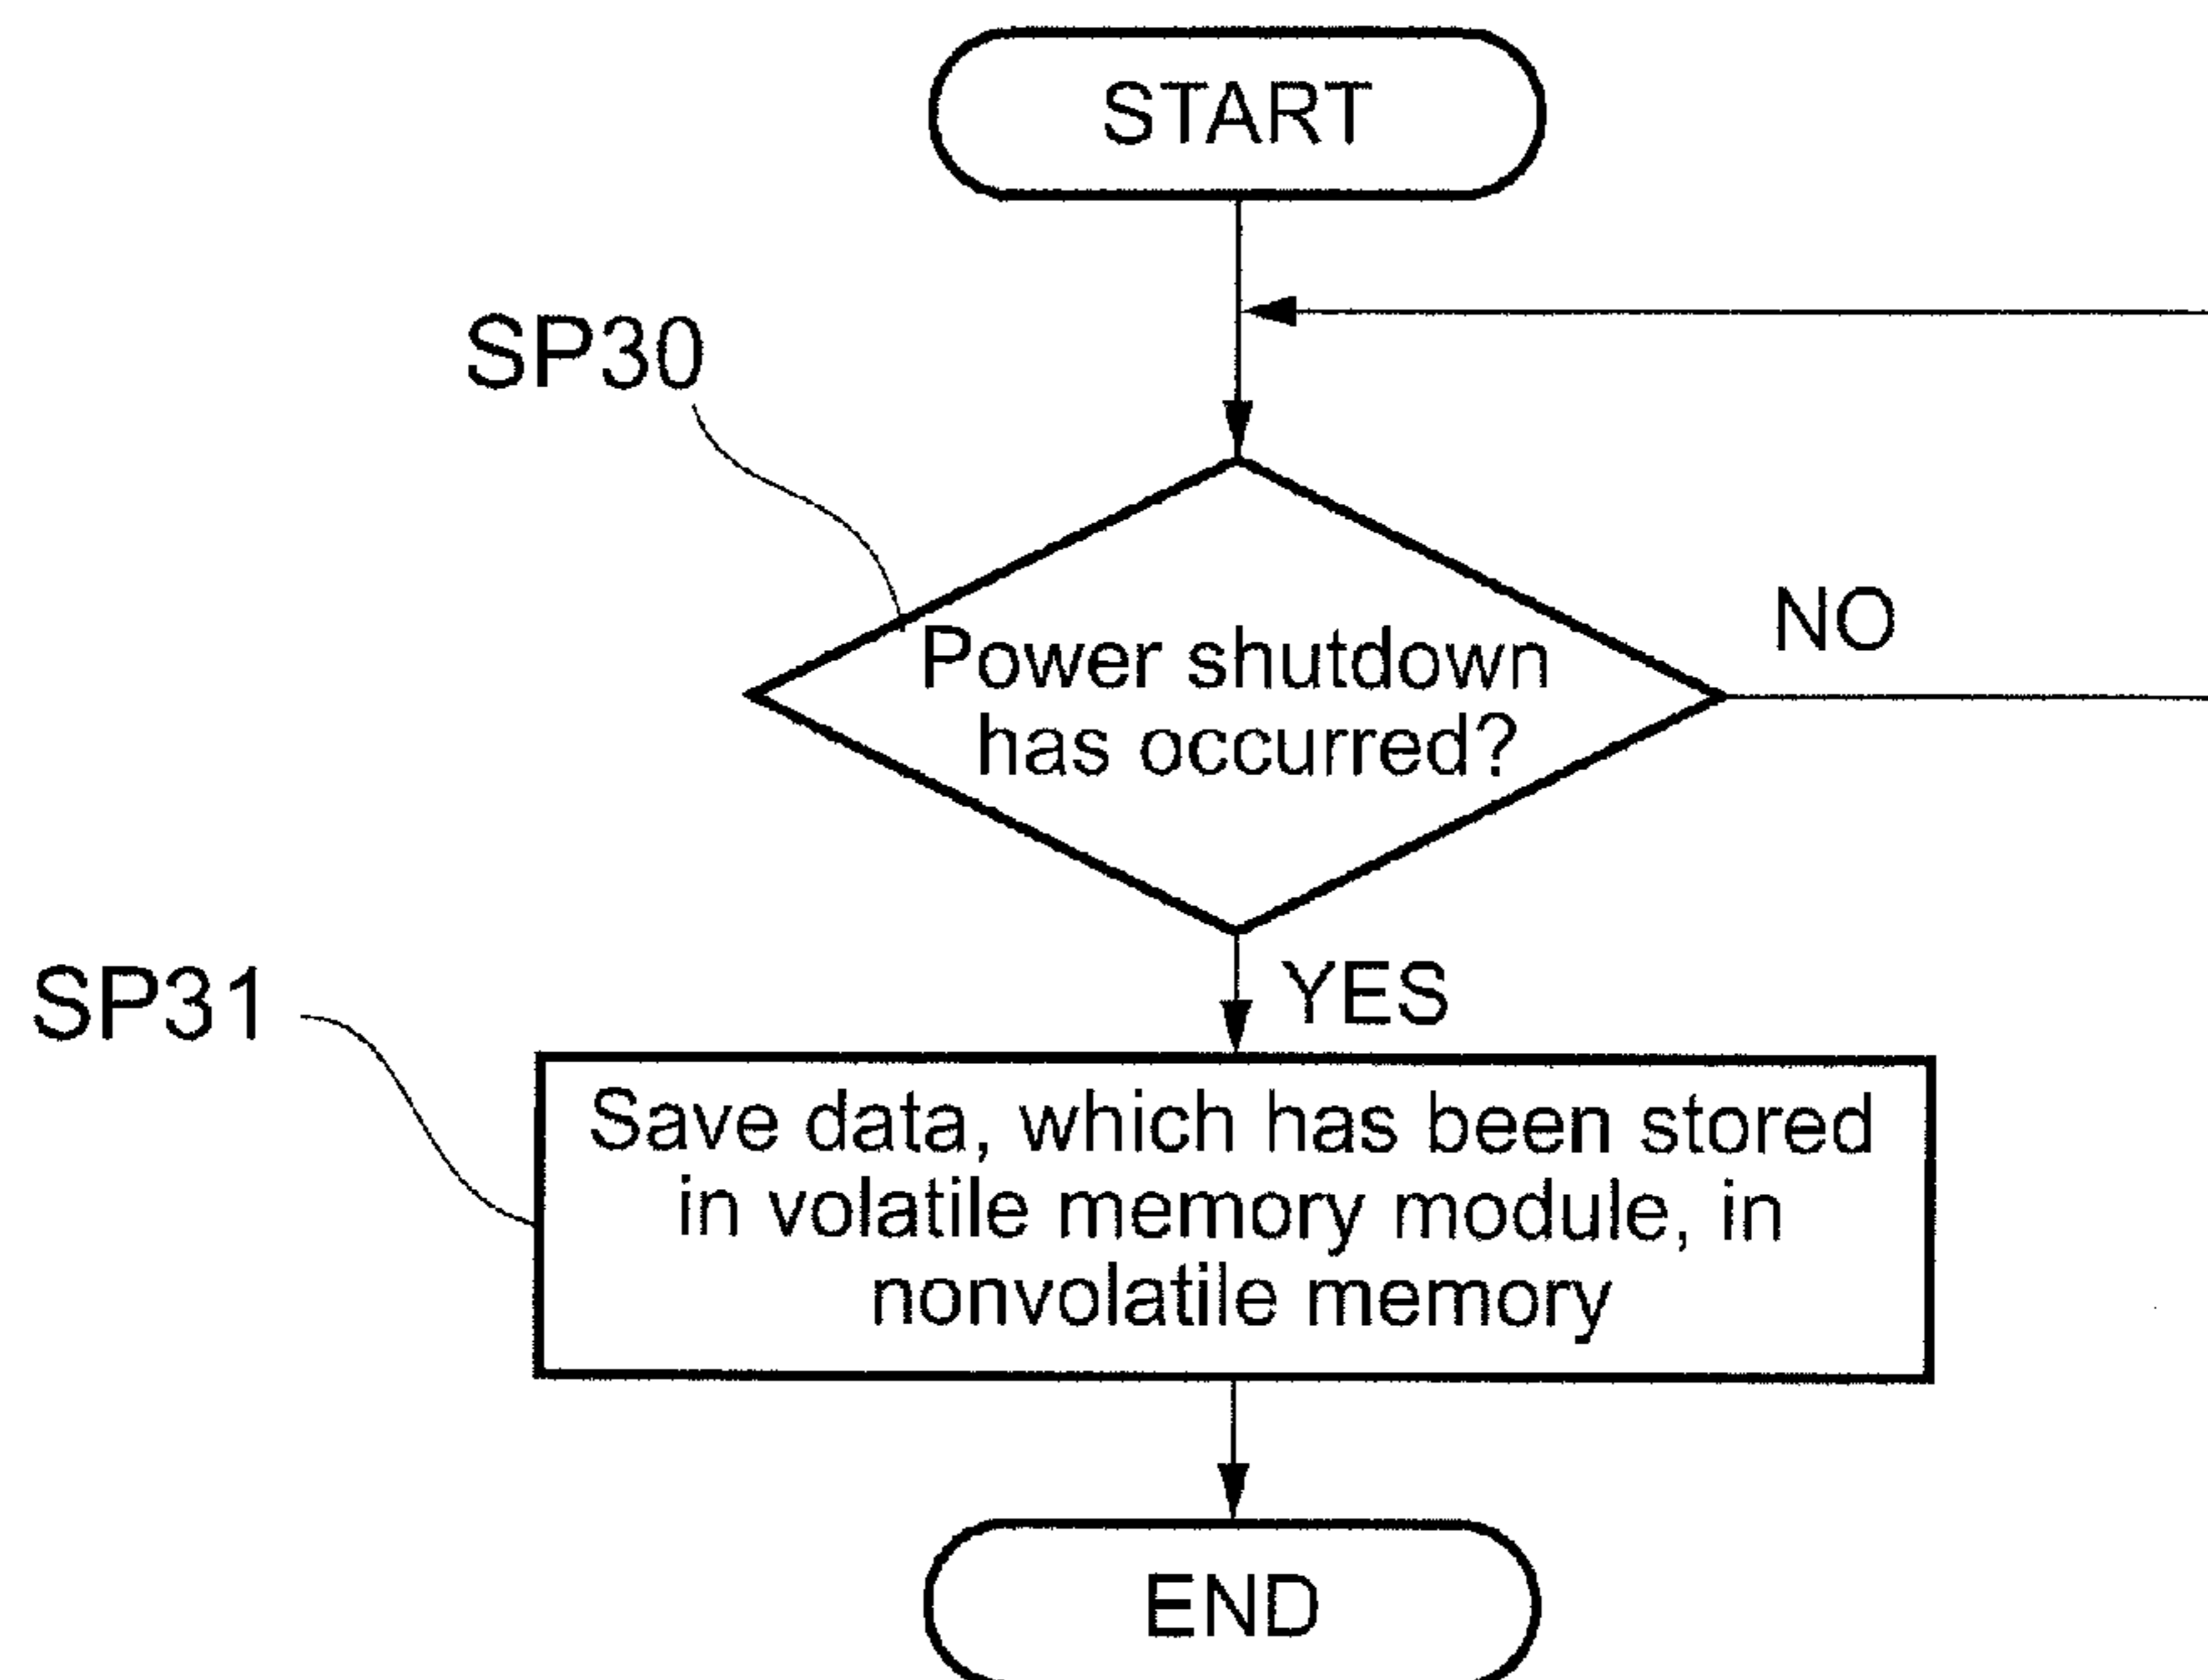 START
SP30
Power shutdown
has occurred?
NO
YES
SP31
Save data, which has been stored
in volatile memory module, in
nonvolatile memory
END